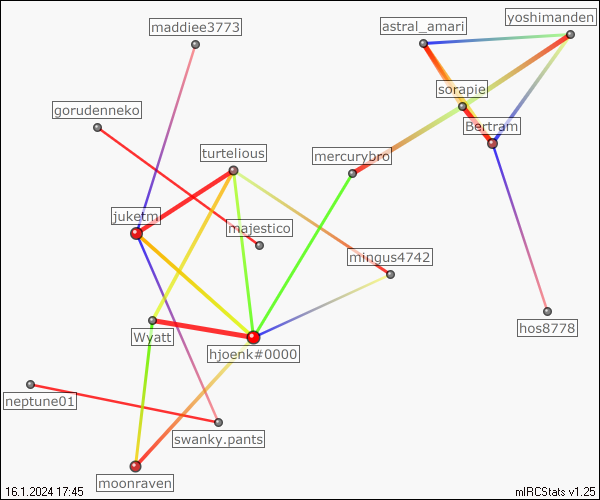 maddiee3773
astral_amari
yoshimanden
gorudenneko
sorapie
Bertram
turtelious
mercurybro
juketm
majestico
mingus4742
hos8778
Wyatt
hjoenk#0000
neptune01
swanky.pants
moonraven
16.1.2024 17:45
mIRCStats v1.25